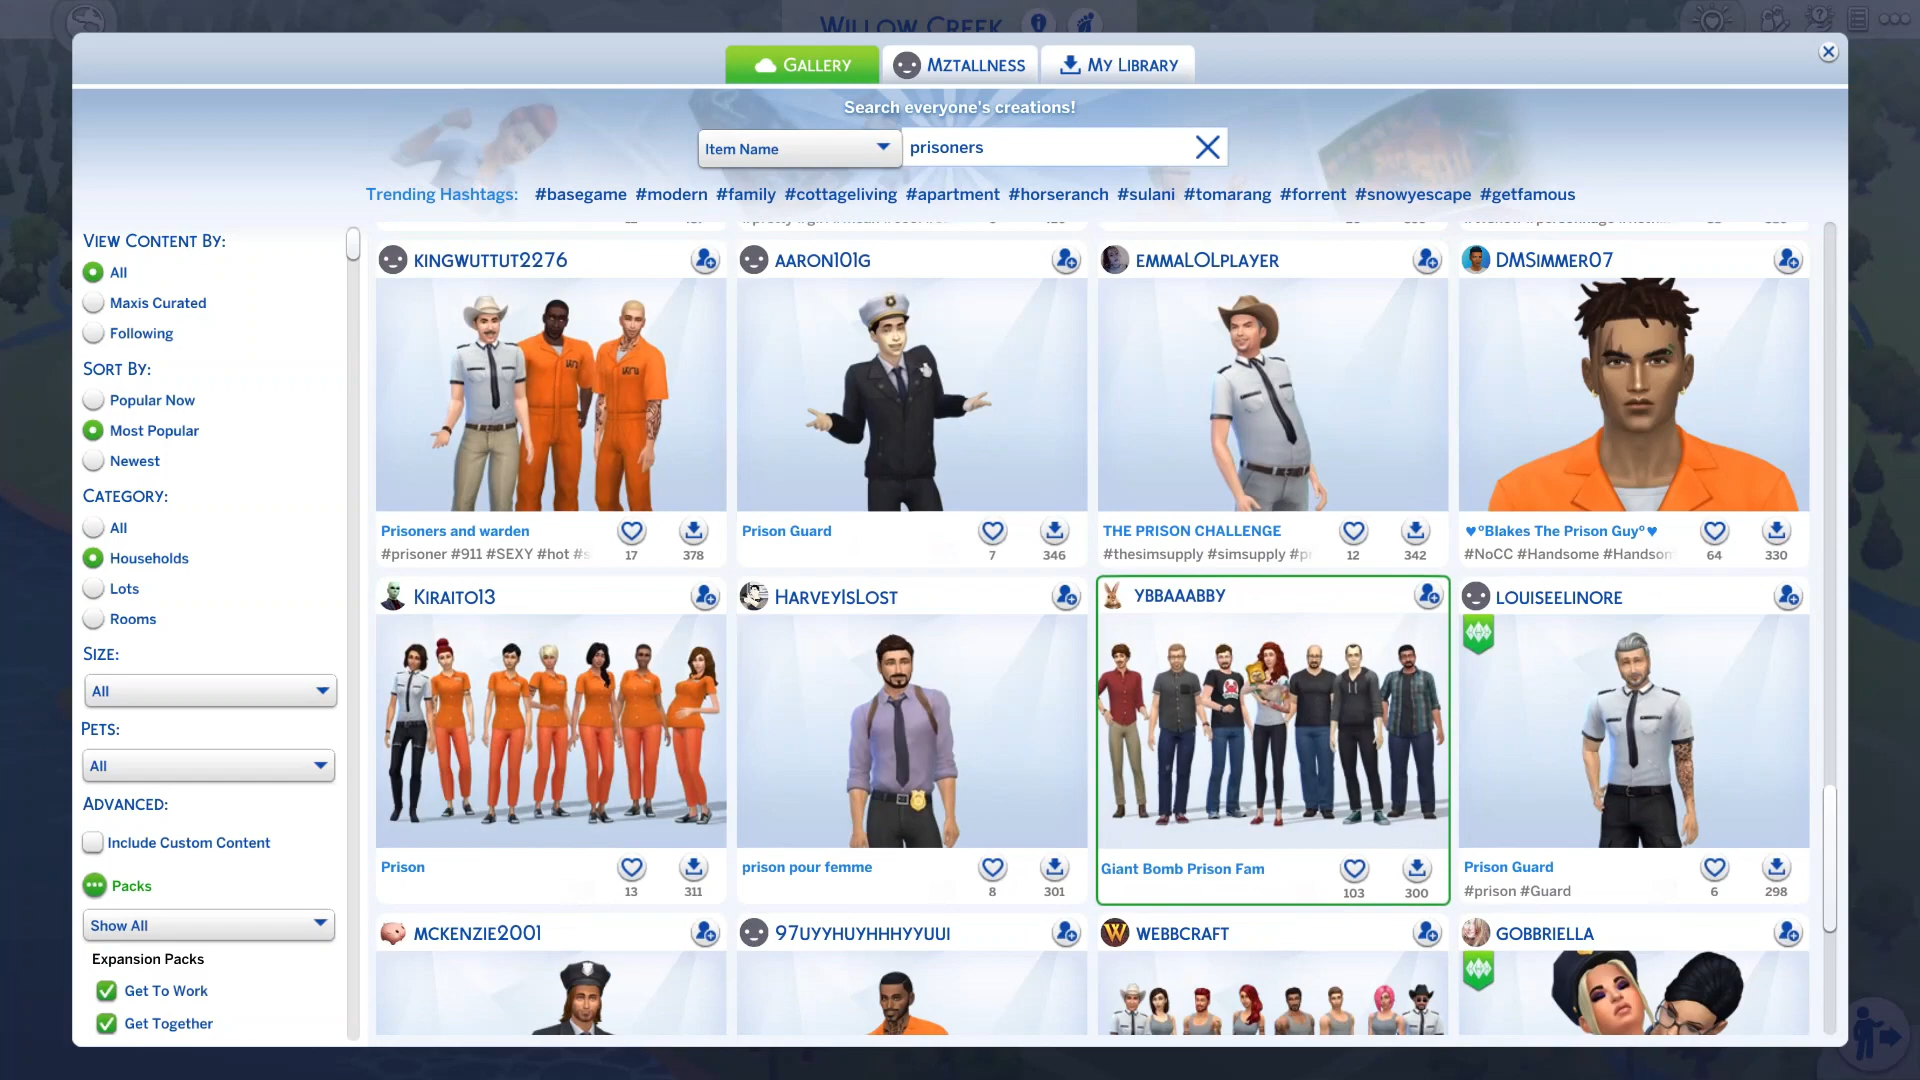 WILLOW CREEK
GALLERY
MZTALLNESS
MY LIBRARY
Search everyone's creations!
Item Name
prisoners
Trending Hashtags: #basegame #modern #family #cottageliving #apartment #horseranch #sulani #tomarang #forrent #snowyescape #getfamous
VIEW CONTENT BY:
All
Maxis Curated
Following
SORT BY:
Popular Now
Most Popular
Newest
CATEGORY:
All
Households
Lots
Rooms
SIZE:
All
PETS:
All
ADVANCED:
Include Custom Content
Packs
Show All
Expansion Packs
Get To Work
Get Together
KINGWUTTUT2276
Prisoners and warden
17
378
#prisoner #911 #SEXY #hot #s
AARON101G
Prison Guard
7
346
EMMALOLPLAYER
THE PRISON CHALLENGE
12
342
#thesimsupply #simsupply #pr
DMSIMMER07
♥ºBlakes The Prison Guyº♥
64
330
#NoCC #Handsome #Handson
KIRAITO13
Prison
13
311
HARVEYISLOST
prison pour femme
8
301
YBBAAABBY
Giant Bomb Prison Fam
103
300
LOUISEELINORE
Prison Guard
6
298
#prison #Guard
MCKENZIE2001
97UYYHUYHHHYYUUI
WEBBCRAFT
GOBBRIELLA